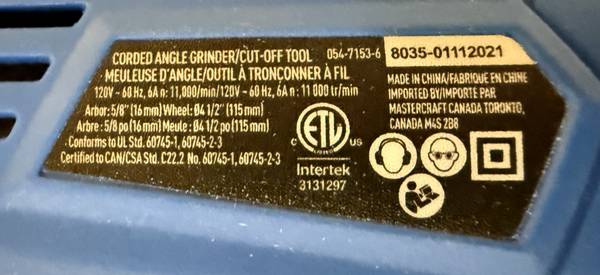 CORDED ANGLE GRINDER/CUT-OFF TOOL 054-7153-6 8035-01112021
MEULEUSE D'ANGLE/OUTIL À TRONÇONNER À FIL
120V ~ 60 Hz, 6A n: 11,000/min/120V ~ 60 Hz, 6A n: 11 000 tr/min
Arbor: 5/8" (16 mm) Wheel: Ø4 1/2" (115 mm)
Arbre: 5/8 po (16 mm) Meule: Ø4 1/2 po (115 mm)
Conforms to UL Std. 60745-1, 60745-2-3
Certified to CAN/CSA Std. C22.2 No. 60745-1, 60745-2-3
C ETL US
LISTED
Intertek
3131297
MADE IN CHINA/FABRIQUÉ EN CHINE
IMPORTED BY/IMPORTÉ PAR
MASTERCRAFT CANADA TORONTO,
CANADA M4S 2B8